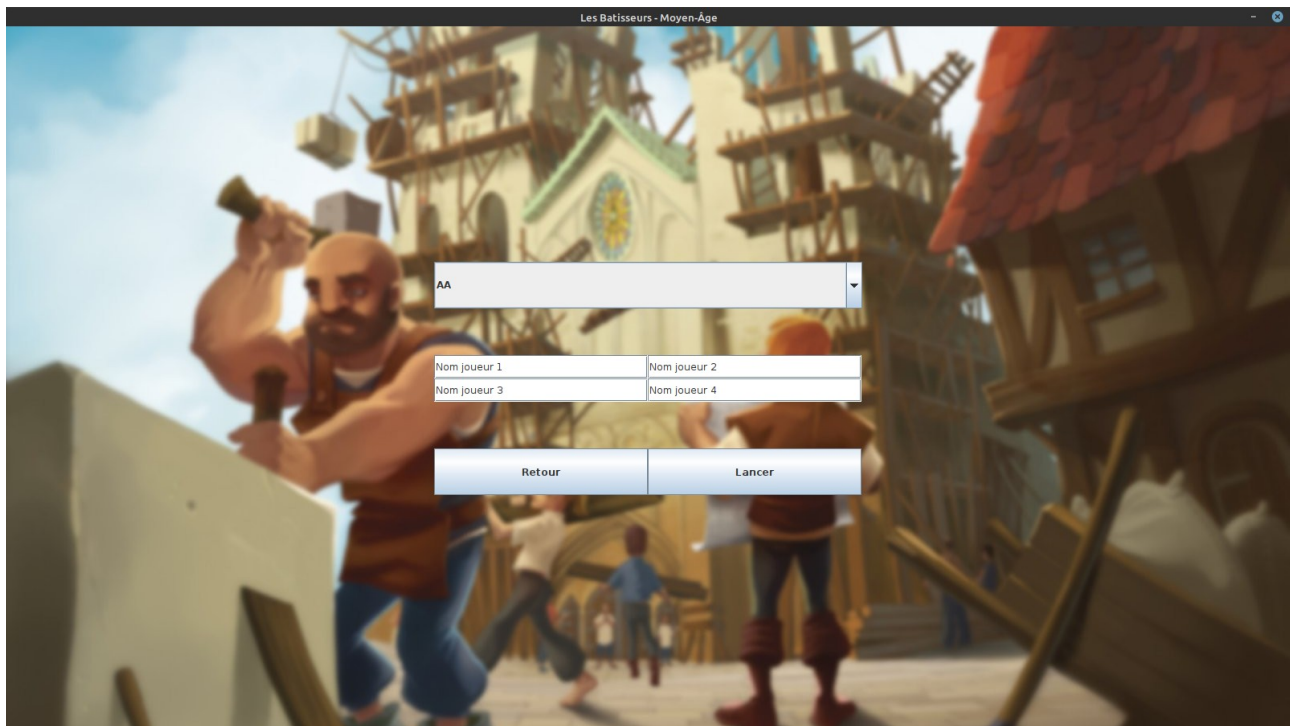 Les Batisseurs - Moyen-Âge
AA
Nom joueur 1 Nom joueur 2
Nom joueur 3 Nom joueur 4
Retour Lancer